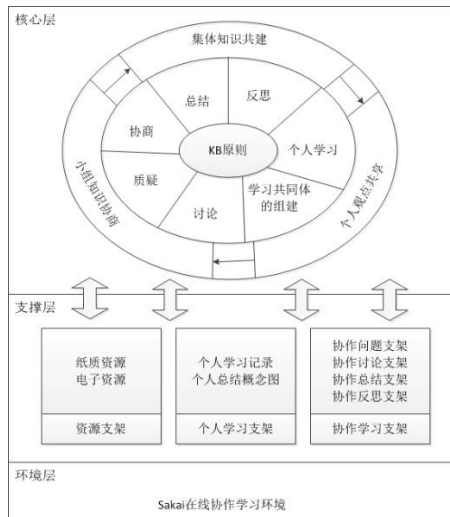 核心层
集体知识共建
总结
反思
协商
KB原则
个人学习
质疑
讨论
学习共同体
的组建
小组知识协商
个人观点共享
支撑层
纸质资源
电子资源
资源支架
个人学习记录
个人总结概念图
个人学习支架
协作问题支架
协作讨论支架
协作总结支架
协作反思支架
协作学习支架
环境层
Sakai在线协作学习环境